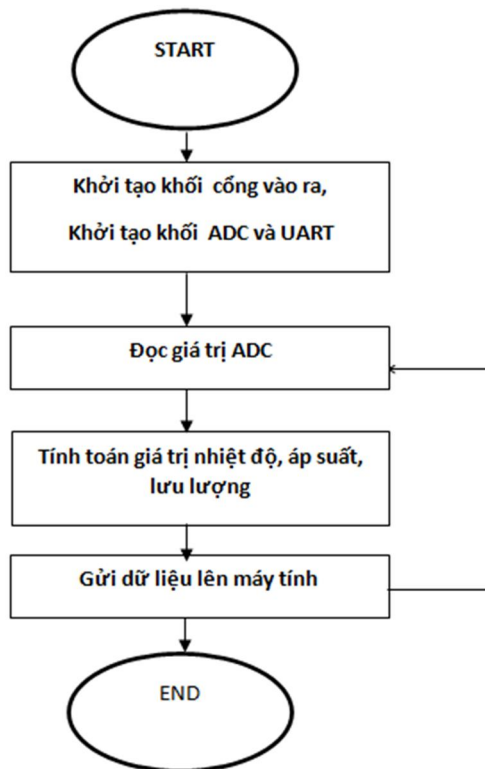 START
Khởi tạo khối cổng vào ra,
Khởi tạo khối ADC và UART
Đọc giá trị ADC
Tính toán giá trị nhiệt độ, áp suất,
lưu lượng
Gửi dữ liệu lên máy tính
END